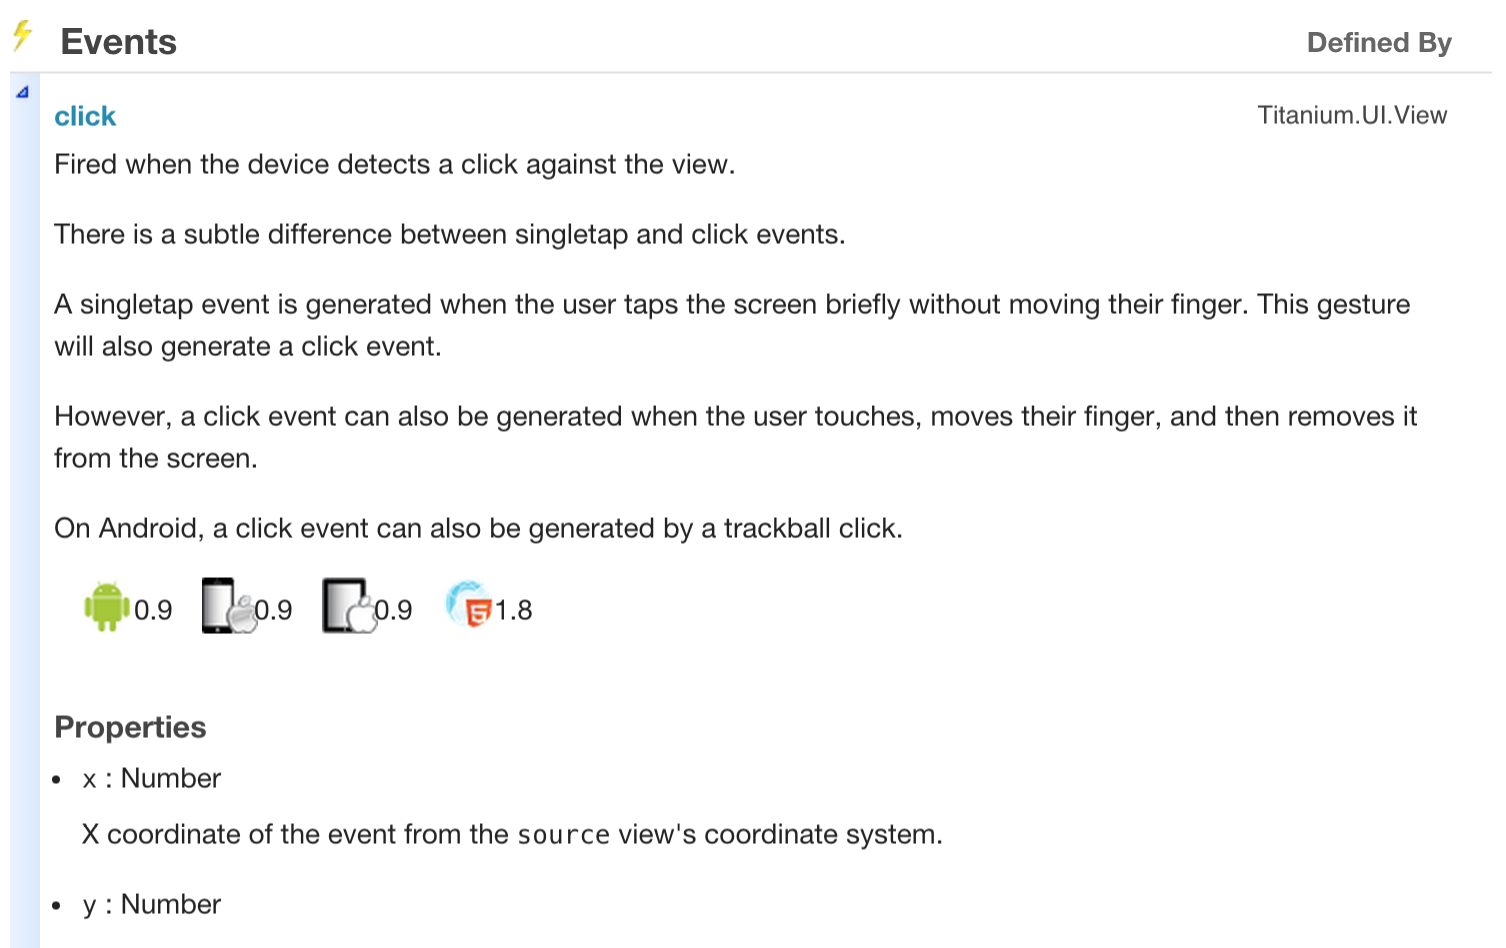 Events
Defined By
click
Titanium.UI.View
Fired when the device detects a click against the view.
There is a subtle difference between singletap and click events.
A singletap event is generated when the user taps the screen briefly without moving their finger. This gesture
will also generate a click event.
However, a click event can also be generated when the user touches, moves their finger, and then removes it
from the screen.
On Android, a click event can also be generated by a trackball click.
0.9 0.9 0.9 5 1.8
Properties
• x : Number
X coordinate of the event from the source view's coordinate system.
• y : Number